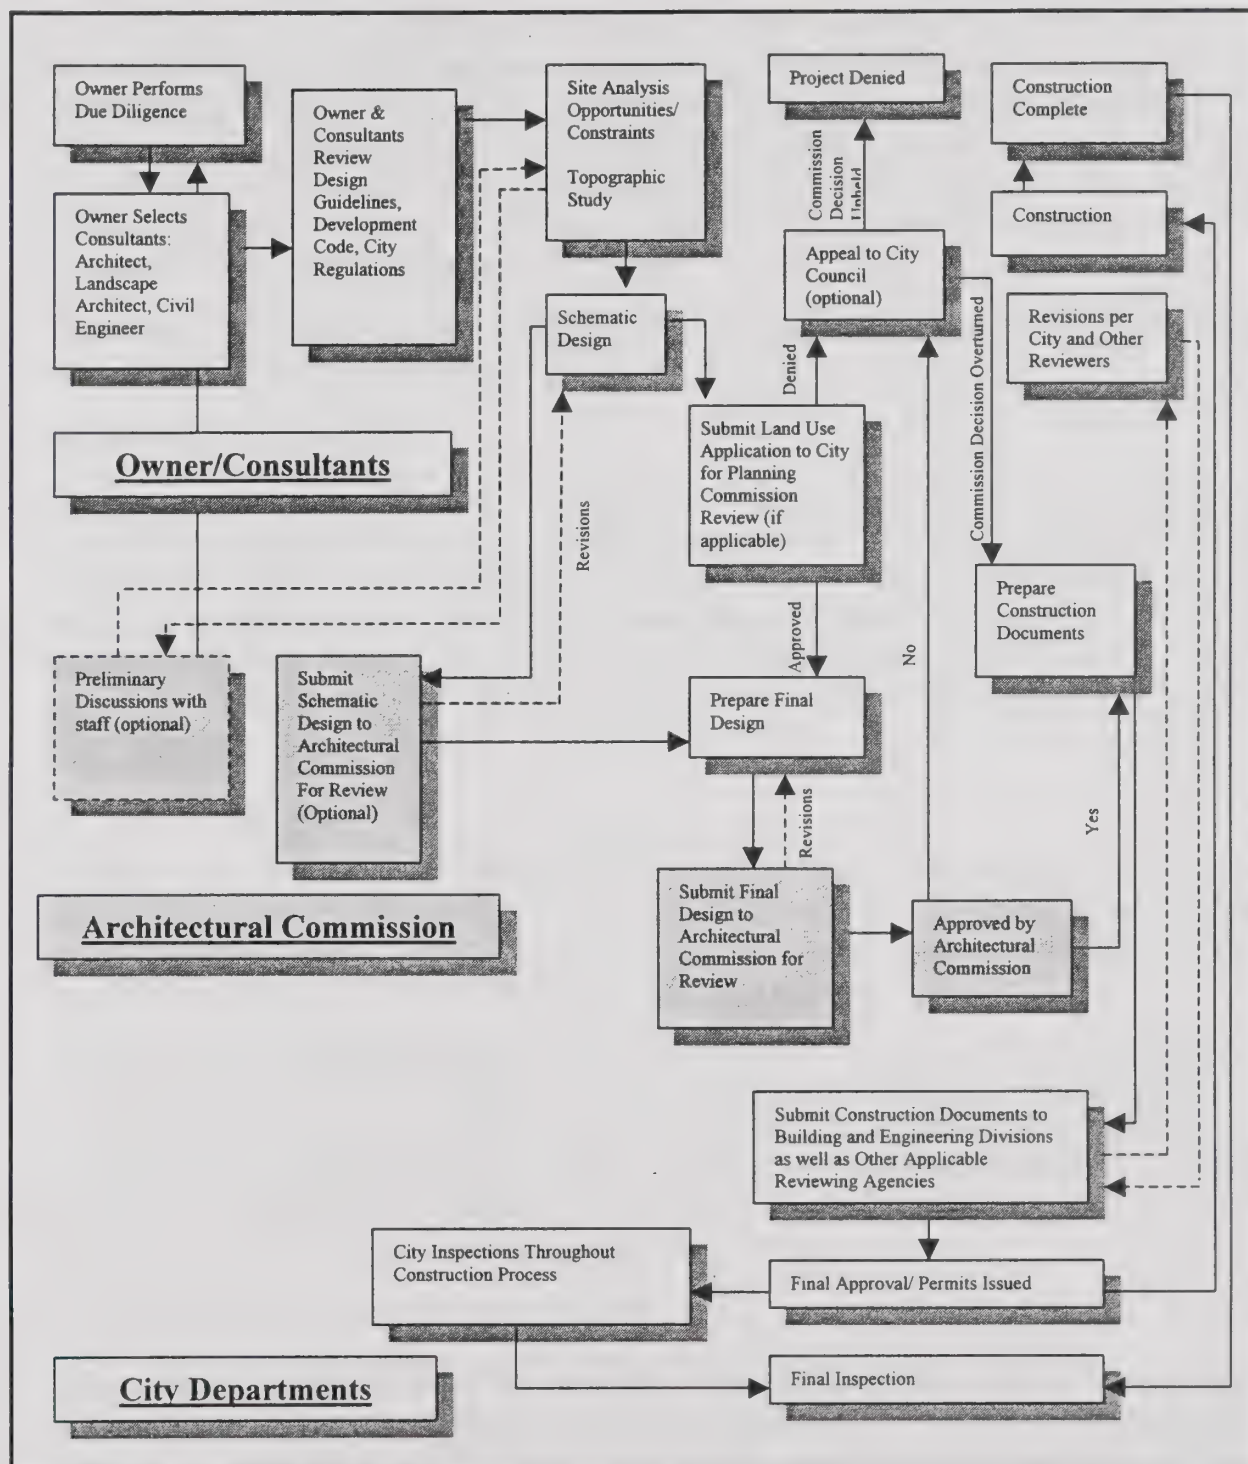 Owner Performs
Due Diligence
Owner Selects
Consultants:
Architect,
Landscape
Architect, Civil
Engineer
Owner &
Consultants
Review
Design
Guidelines,
Development
Code, City
Regulations
Site Analysis
Opportunities/
Constraints
Topographic
Study
Schematic
Design
Project Denied
Commission
Decision
Upheld
Appeal to City
Council
(optional)
Construction
Complete
Construction
Revisions per
City and Other
Reviewers
Denied
Commission Decision Overturned
Submit Land Use
Application to City
for Planning
Commission
Review (if
applicable)
Owner/Consultants
Revisions
Approved
No
Prepare
Construction
Documents
Preliminary
Discussions with
staff (optional)
Submit
Schematic
Design to
Architectural
Commission
For Review
(Optional)
Prepare Final
Design
Revisions
Yes
Submit Final
Design to
Architectural
Commission for
Review
Approved by
Architectural
Commission
Architectural Commission
Submit Construction Documents to
Building and Engineering Divisions
as well as Other Applicable
Reviewing Agencies
City Inspections Throughout
Construction Process
Final Approval/ Permits Issued
Final Inspection
City Departments